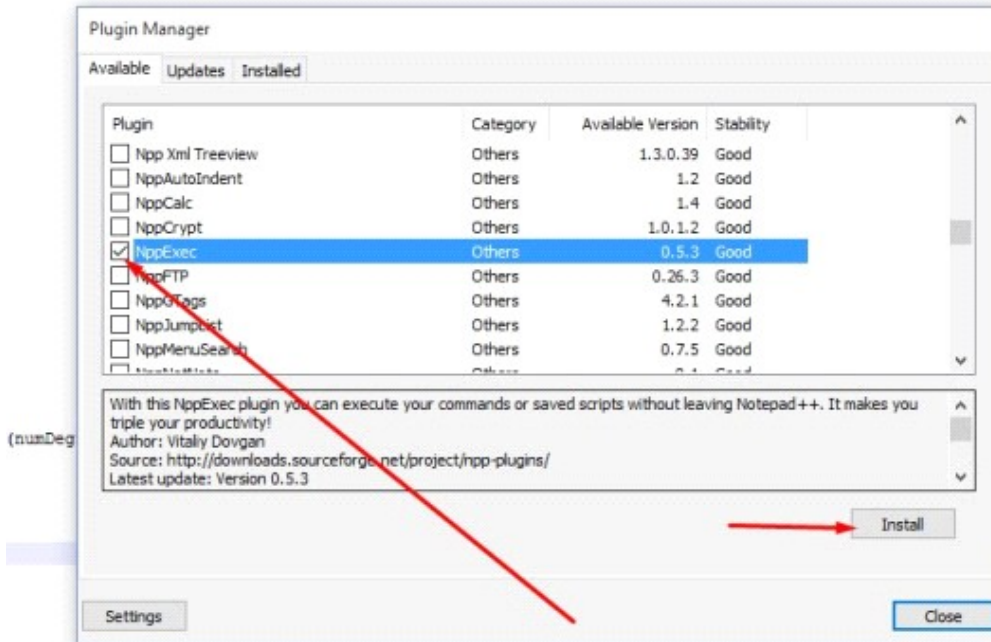 Plugin Manager
Available Updates Installed
Plugin Category Available Version Stability
Npp Xml Treeview Others 1.3.0.39 Good
NppAutoIndent Others 1.2 Good
NppCalc Others 1.4 Good
NppCrypt Others 1.0.1.2 Good
NppExec Others 0.5.3 Good
NppFTP Others 0.26.3 Good
NppGTags Others 4.2.1 Good
NppJumpList Others 1.2.2 Good
NppMenuSearch Others 0.7.5 Good
With this NppExec plugin you can execute your commands or saved scripts without leaving Notepad++. It makes you
triple your productivity!
Author: Vitaliy Dovgan
(numDeg
Source: http://downloads.sourceforge.net/project/npp-plugins/
Latest update: Version 0.5.3
Install
Settings Close